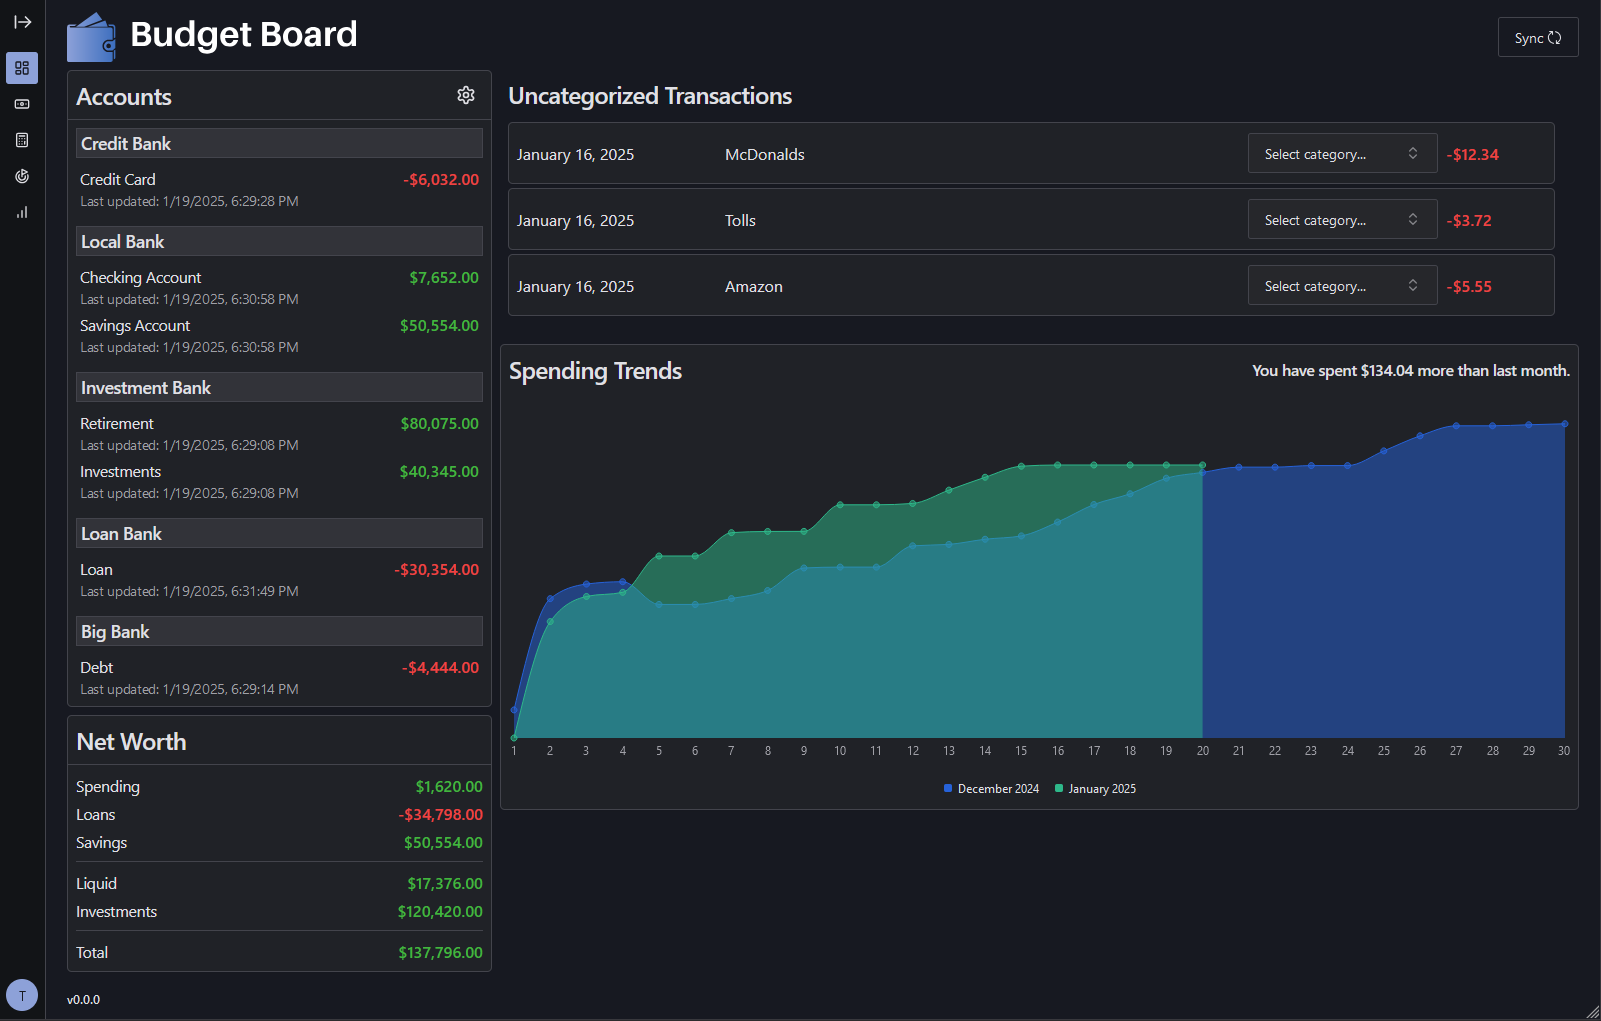 Budget Board
Sync
Accounts
Credit Bank
Credit Card -$6,032.00
Last updated: 1/19/2025, 6:29:28 PM
Local Bank
Checking Account $7,652.00
Last updated: 1/19/2025, 6:30:58 PM
Savings Account $50,554.00
Last updated: 1/19/2025, 6:30:58 PM
Investment Bank
Retirement $80,075.00
Last updated: 1/19/2025, 6:29:08 PM
Investments $40,345.00
Last updated: 1/19/2025, 6:29:08 PM
Loan Bank
Loan -$30,354.00
Last updated: 1/19/2025, 6:31:49 PM
Big Bank
Debt -$4,444.00
Last updated: 1/19/2025, 6:29:14 PM
Net Worth
Spending $1,620.00
Loans -$34,798.00
Savings $50,554.00
Liquid $17,376.00
Investments $120,420.00
Total $137,796.00
Uncategorized Transactions
January 16, 2025 McDonalds Select category... -$12.34
January 16, 2025 Tolls Select category... -$3.72
January 16, 2025 Amazon Select category... -$5.55
Spending Trends You have spent $134.04 more than last month.
1 2 3 4 5 6 7 8 9 10 11 12 13 14 15 16 17 18 19 20 21 22 23 24 25 26 27 28 29 30
December 2024 January 2025
T
v0.0.0